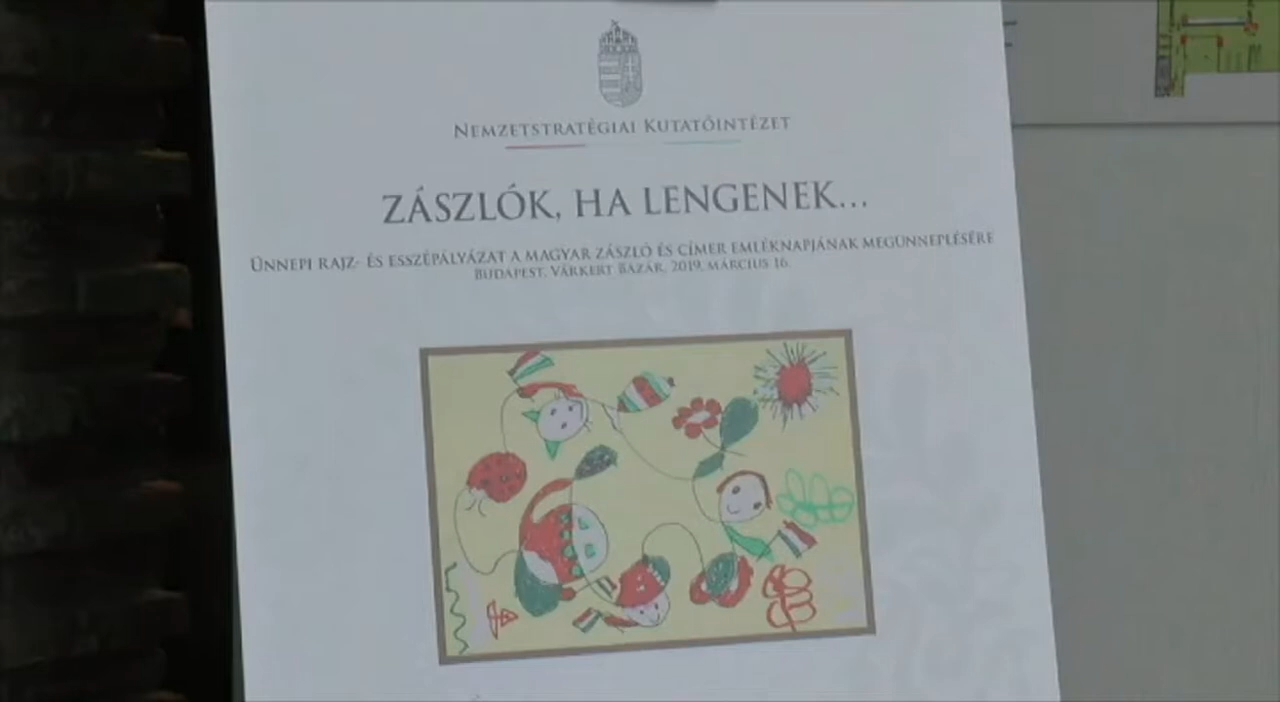 NEMZETSTRATÉGIAI KUTATÓINTÉZET
ZÁSZLÓK, HA LENGENEK...
ÜNNEPI RAJZ- ÉS ESSZÉPÁLYÁZAT A MAGYAR ZÁSZLÓ ÉS CÍMER EMLÉKNAPJÁNAK MEGÜNNEPLÉSÉRE
BUDAPEST, VÁRKERT BAZÁR, 2019. MÁRCIUS 16.